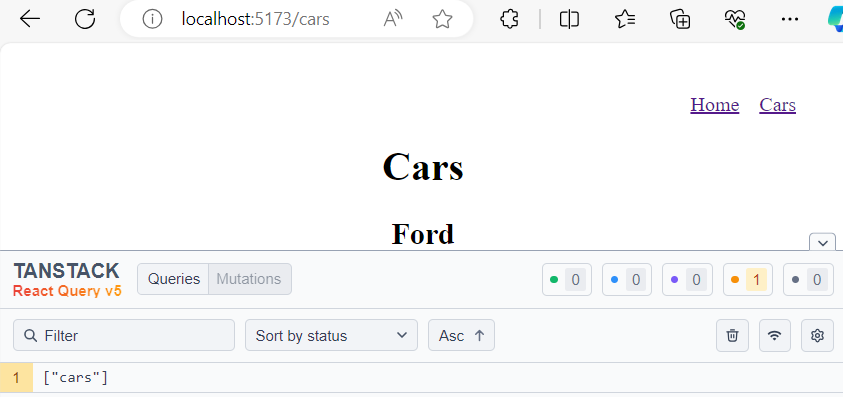 localhost:5173/cars
Home Cars
Cars
Ford
TANSTACK
React Query v5
Queries Mutations
0 0 0 1 0
Filter
Sort by status
Asc ↑
1 ["cars"]